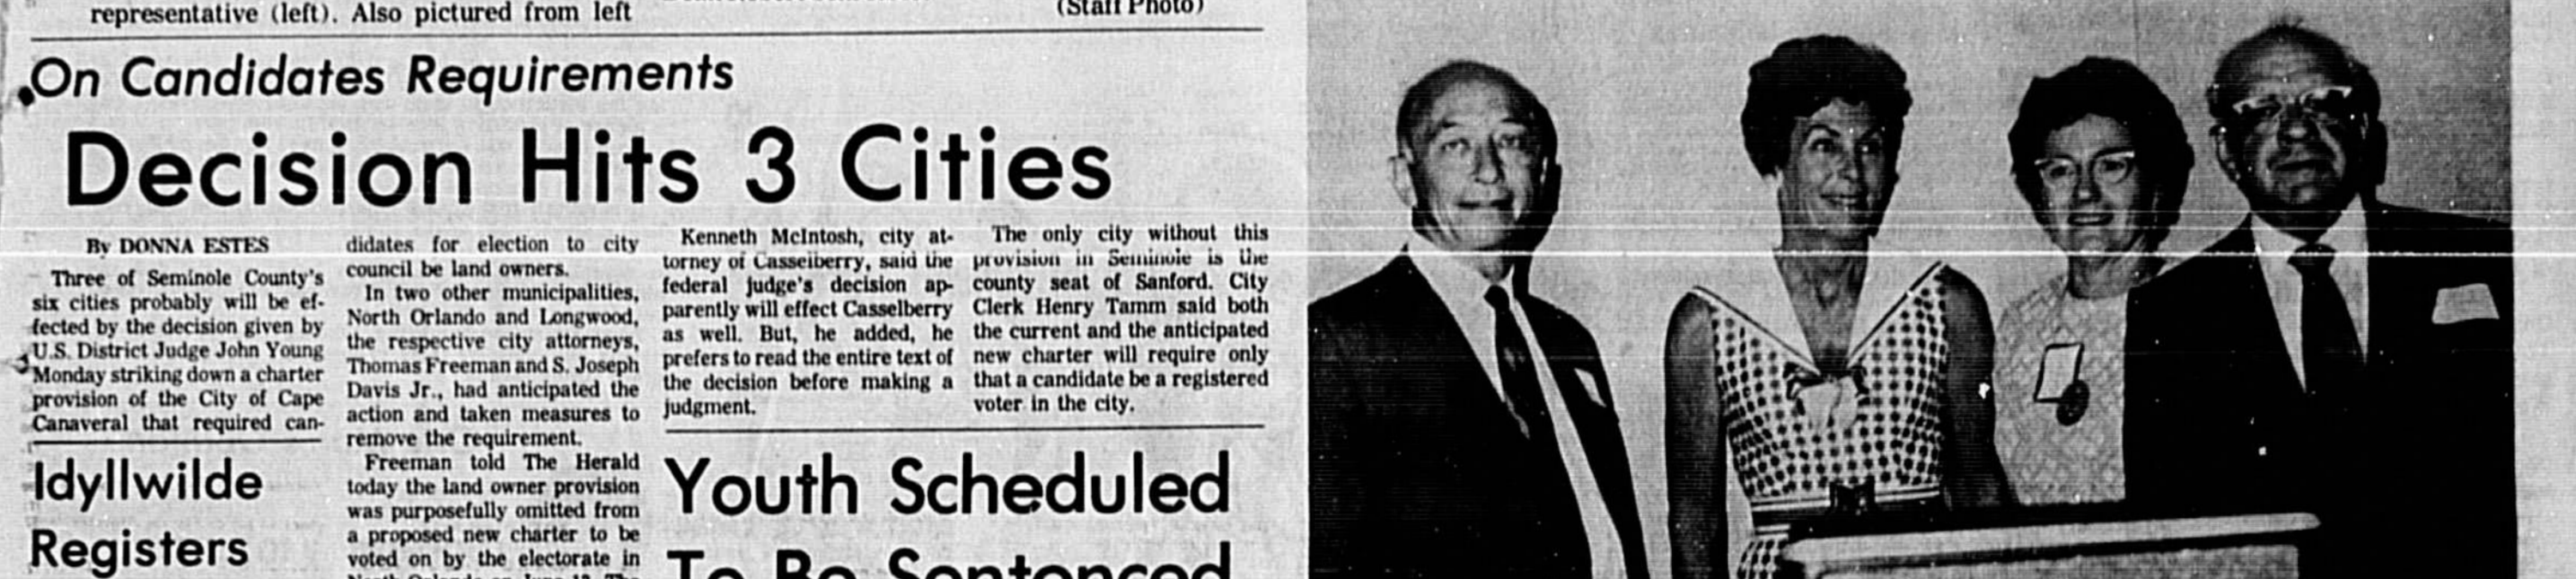 representative (left). Also pictured from left
(Staff Photo)
On Candidates Requirements
Decision Hits 3 Cities
By DONNA ESTES
Three of Seminole County's
six cities probably will be ef-
fected by the decision given by
U.S. District Judge John Young
Monday striking down a charter
provision of the City of Cape
Canaveral that required can-
didates for election to city
council be land owners.
In two other municipalities,
North Orlando and Longwood,
the respective city attorneys,
Thomas Freeman and S. Joseph
Davis Jr., had anticipated the
action and taken measures to
remove the requirement.
Freeman told The Herald
today the land owner provision
was purposefully omitted from
a proposed new charter to be
voted on by the electorate in
Kenneth McIntosh, city at-
torney of Casselberry, said the
federal judge's decision ap-
parently will effect Casselberry
as well. But, he added, he
prefers to read the entire text of
the decision before making a
judgment.
The only city without this
provision in Seminole is the
county seat of Sanford. City
Clerk Henry Tamm said both
the current and the anticipated
new charter will require only
that a candidate be a registered
voter in the city.
Idyllwilde
Registers
Youth Scheduled
To Be Sentenced